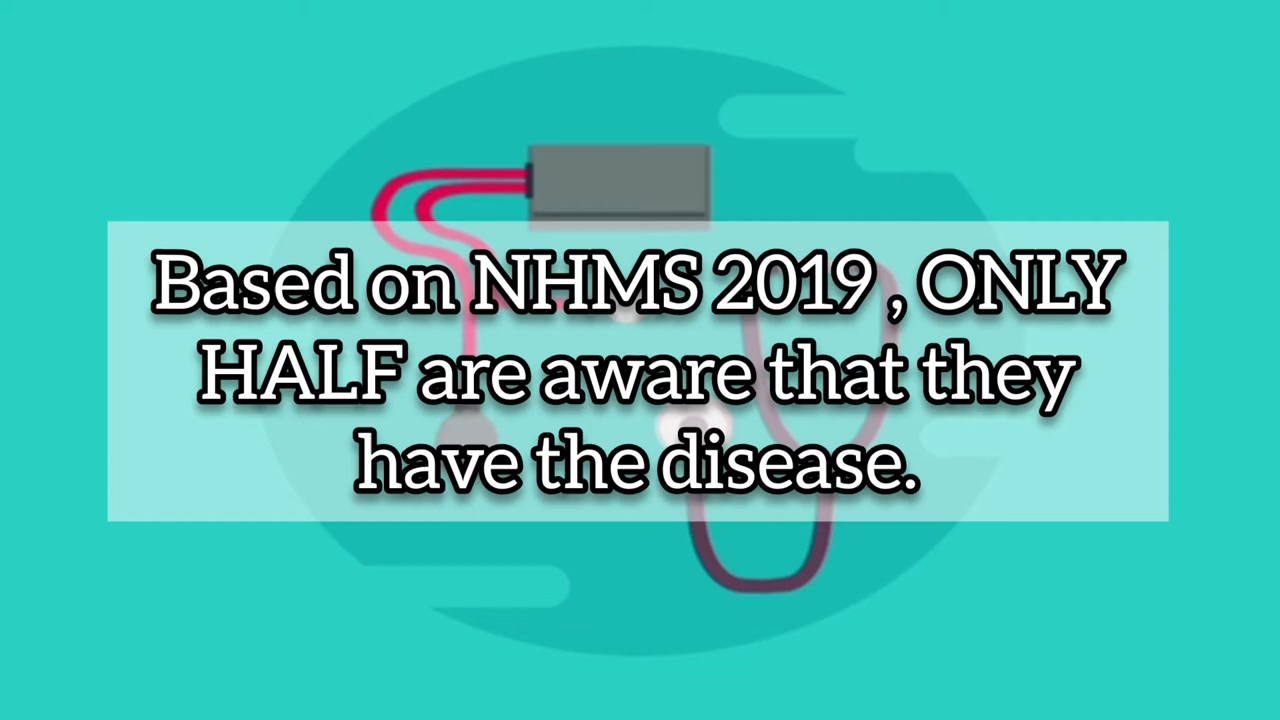 Based on NHMS 2019 , ONLY
HALF are aware that they
have the disease.